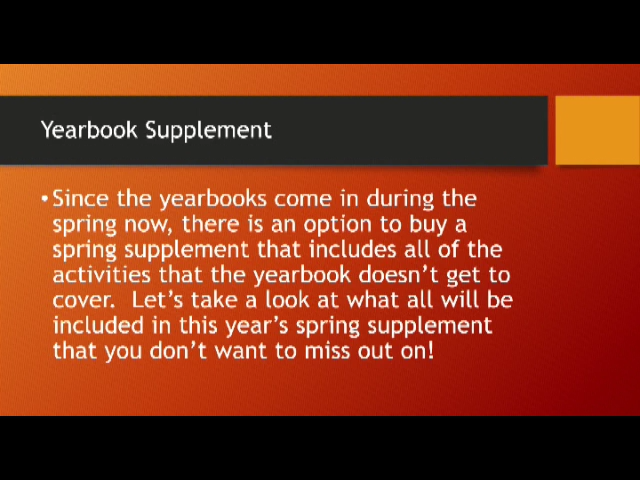 Yearbook Supplement
•Since the yearbooks come in during the
spring now, there is an option to buy a
spring supplement that includes all of the
activities that the yearbook doesn’t get to
cover.  Let’s take a look at what all will be
included in this year’s spring supplement
that you don’t want to miss out on!